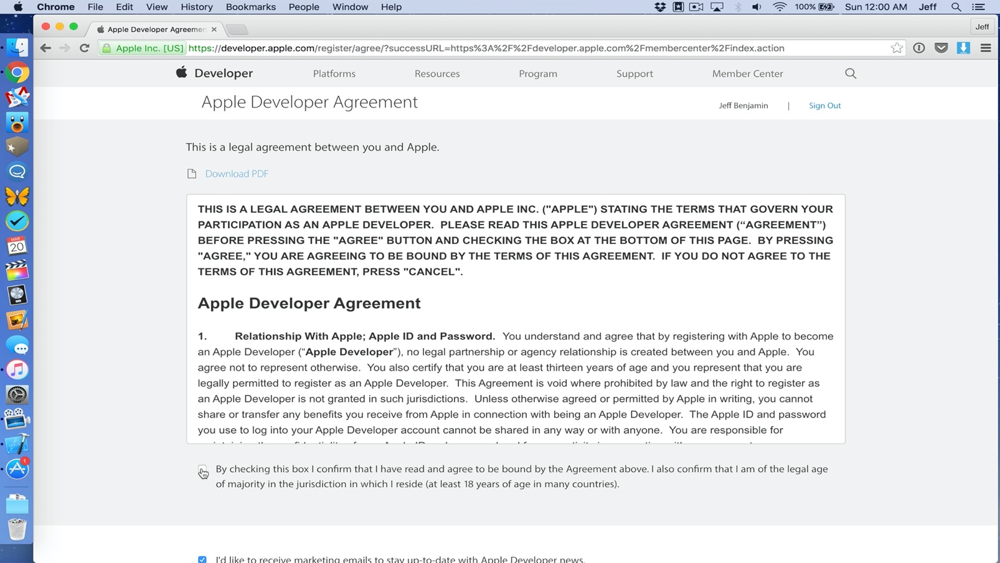 Chrome File Edit View History Bookmarks People Window Help 100% Sun 12:00 AM Jeff
Apple Developer Agreemen
Jeff
Apple Inc. [US] https://developer.apple.com/register/agree/?successURL=https%3A%2F%2Fdeveloper.apple.com%2Fmembercenter%2Findex.action
Developer Platforms Resources Program Support Member Center
Apple Developer Agreement
Jeff Benjamin | Sign Out
This is a legal agreement between you and Apple.
Download PDF
THIS IS A LEGAL AGREEMENT BETWEEN YOU AND APPLE INC. ("APPLE") STATING THE TERMS THAT GOVERN YOUR
PARTICIPATION AS AN APPLE DEVELOPER. PLEASE READ THIS APPLE DEVELOPER AGREEMENT (“AGREEMENT”)
BEFORE PRESSING THE "AGREE" BUTTON AND CHECKING THE BOX AT THE BOTTOM OF THIS PAGE. BY PRESSING
"AGREE," YOU ARE AGREEING TO BE BOUND BY THE TERMS OF THIS AGREEMENT. IF YOU DO NOT AGREE TO THE
TERMS OF THIS AGREEMENT, PRESS "CANCEL".
Apple Developer Agreement
1. Relationship With Apple; Apple ID and Password. You understand and agree that by registering with Apple to become
an Apple Developer (“Apple Developer”), no legal partnership or agency relationship is created between you and Apple. You
agree not to represent otherwise. You also certify that you are at least thirteen years of age and you represent that you are
legally permitted to register as an Apple Developer. This Agreement is void where prohibited by law and the right to register as
an Apple Developer is not granted in such jurisdictions. Unless otherwise agreed or permitted by Apple in writing, you cannot
share or transfer any benefits you receive from Apple in connection with being an Apple Developer. The Apple ID and password
you use to log into your Apple Developer account cannot be shared in any way or with anyone. You are responsible for
By checking this box I confirm that I have read and agree to be bound by the Agreement above. I also confirm that I am of the legal age
of majority in the jurisdiction in which I reside (at least 18 years of age in many countries).
I'd like to receive marketing emails to stay up-to-date with Apple Developer news.
MAR
20
1